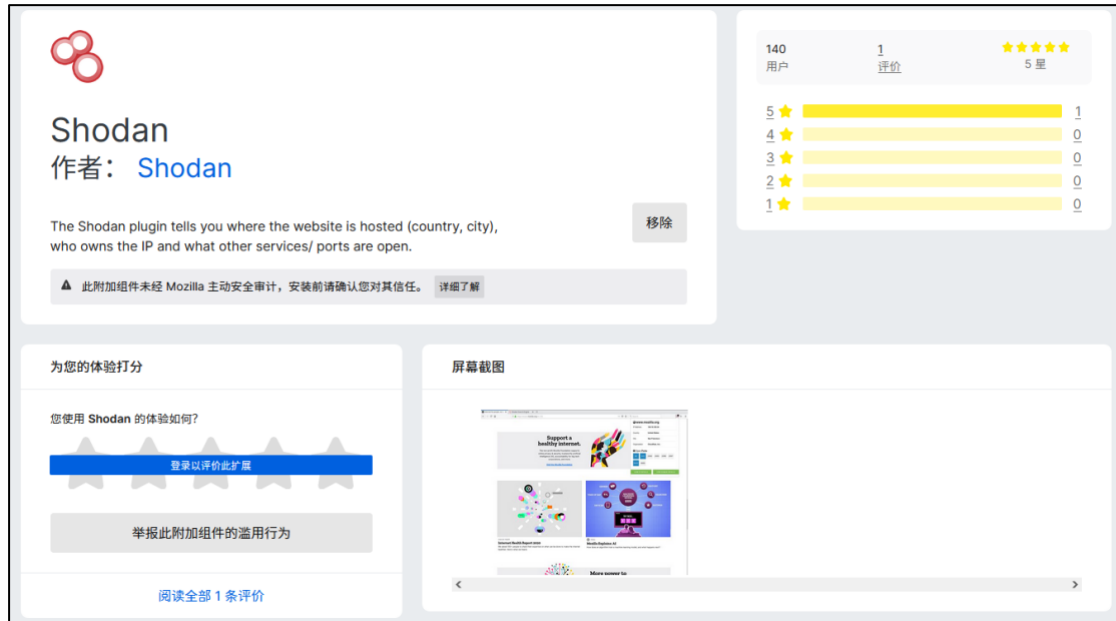 Shodan
作者： Shodan
The Shodan plugin tells you where the website is hosted (country, city),
who owns the IP and what other services/ ports are open.
移除
此附加组件未经 Mozilla 主动安全审计，安装前请确认您对其信任。 详细了解
140 1
用户 评价 5 星
5 1
4 0
3 0
2 0
1 0
为您的体验打分
您使用 Shodan 的体验如何？
登录以评价此扩展
举报此附加组件的滥用行为
阅读全部 1 条评价
屏幕截图
Support a
healthy internet.
More power to